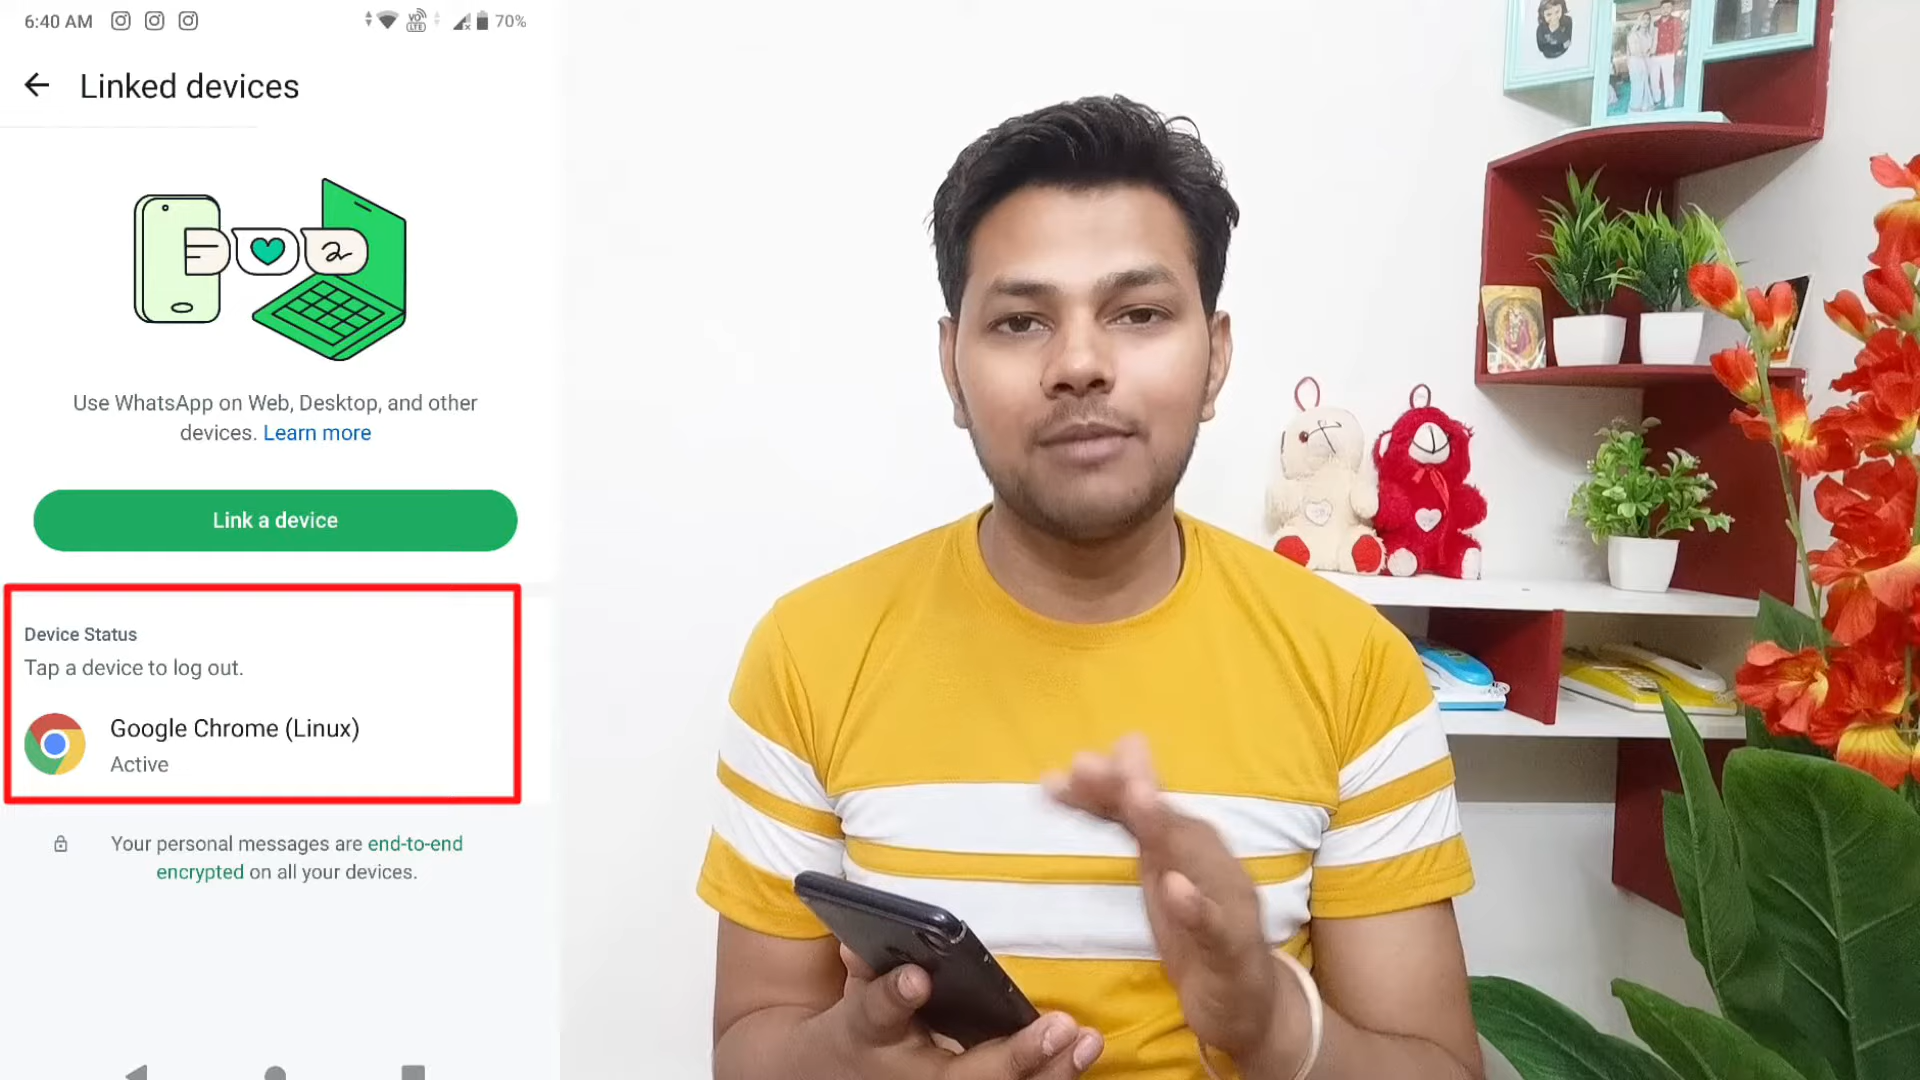 6:40 AM
VO
LTE
70%
Linked devices
Use WhatsApp on Web, Desktop, and other
devices. Learn more
Link a device
Device Status
Tap a device to log out.
Google Chrome (Linux)
Active
Your personal messages are end-to-end
encrypted on all your devices.